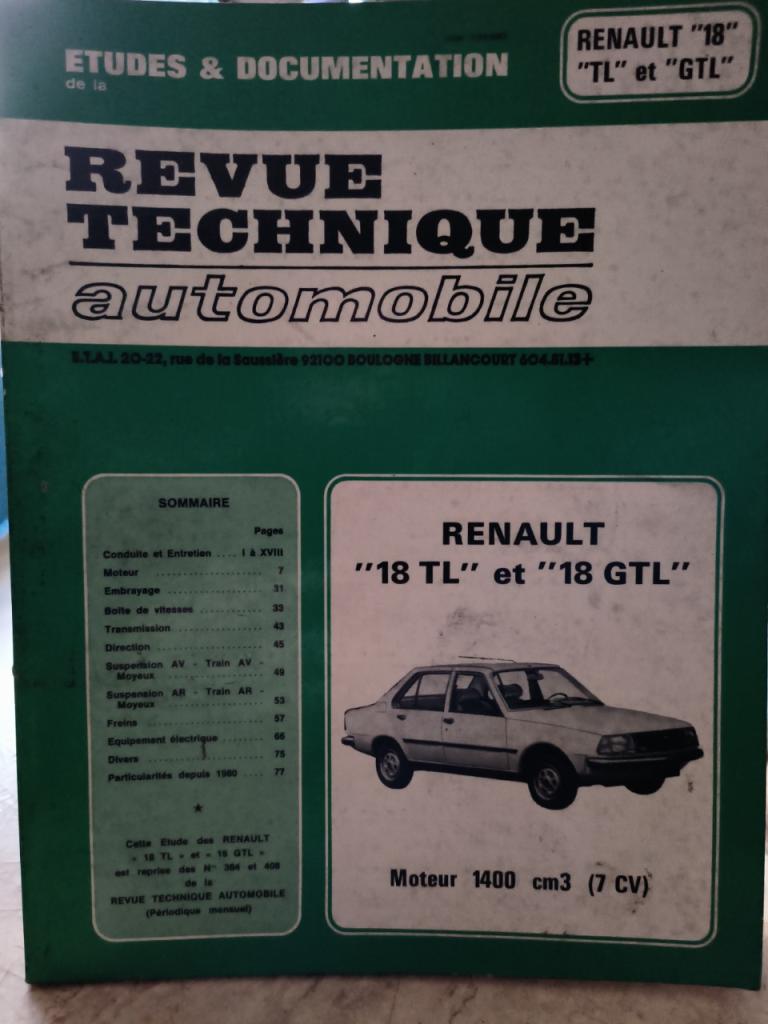 ETUDES & DOCUMENTATION
de la
RENAULT "18"
"TL" et "GTL"
REVUE
TECHNIQUE
automobile
E.T.A.I. 20-22, rue de la Saussière 92100 BOULOGNE BILLANCOURT 604.81.13+
SOMMAIRE
Pages
Conduite et Entretien .... I à XVIII
Moteur .................. 7
Embrayage .................. 31
Boîte de vitesses ........... 33
Transmission ............... 43
Direction .................. 45
Suspension AV - Train AV -
Moyeux .................. 49
Suspension AR - Train AR -
Moyeux .................. 53
Freins .................. 57
Equipement électrique ........ 66
Divers .................. 75
Particularités depuis 1980 .... 77
★
Cette Etude des RENAULT
« 18 TL » et « 18 GTL »
est reprise des N° 384 et 408
de la
REVUE TECHNIQUE AUTOMOBILE
(Périodique mensuel)
RENAULT
"18 TL" et "18 GTL"
Moteur 1400 cm3 (7 CV)